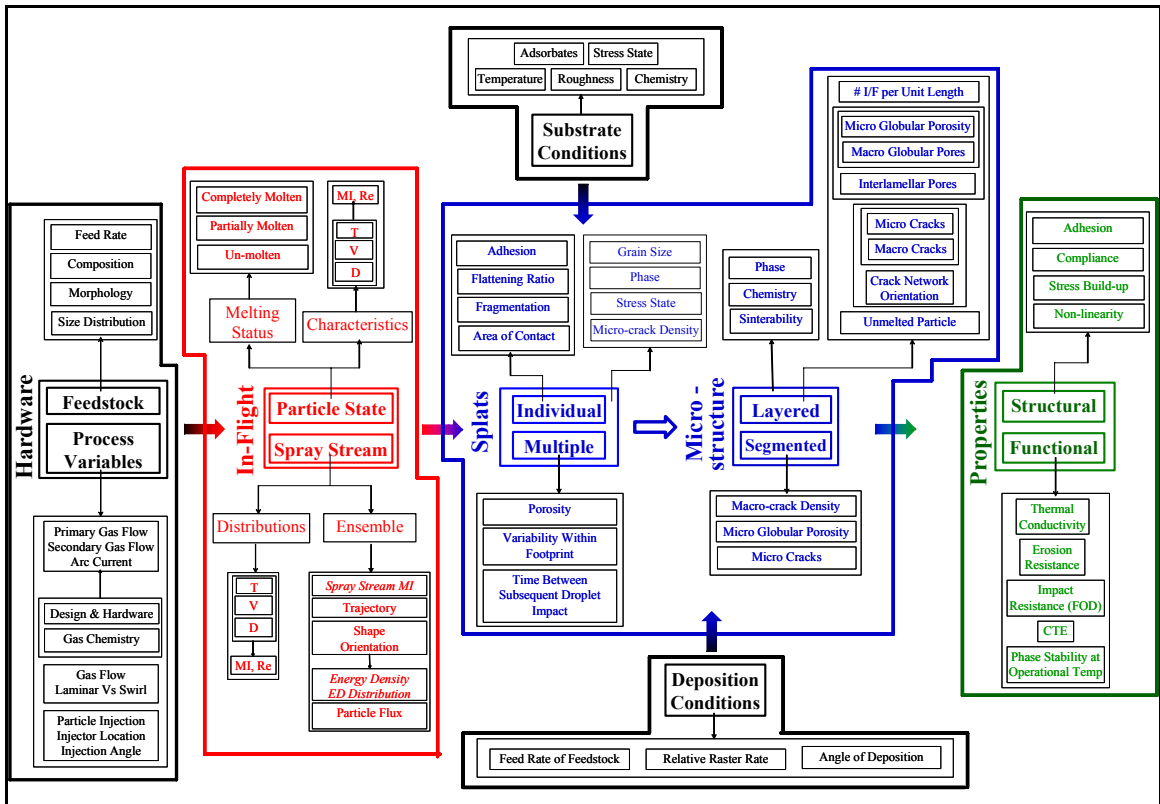 Adsorbates
Stress State
Temperature
Roughness
Chemistry
Substrate
Conditions
Hardware
Feed Rate
Composition
Morphology
Size Distribution
Feedstock
Process
Variables
Primary Gas Flow
Secondary Gas Flow
Arc Current
Design & Hardware
Gas Chemistry
Gas Flow
Laminar Vs Swirl
Particle Injection
Injector Location
Injection Angle
In-Flight
Completely Molten
Partially Molten
Un-molten
MI, Re
T
V
D
Melting
Status
Characteristics
Particle State
Spray Stream
Distributions
Ensemble
T
V
D
MI, Re
Spray Stream MI
Trajectory
Shape
Orientation
Energy Density
ED Distribution
Particle Flux
Splats
Adhesion
Flattening Ratio
Fragmentation
Area of Contact
Grain Size
Phase
Stress State
Micro-crack Density
Individual
Multiple
Porosity
Variability Within
Footprint
Time Between
Subsequent Droplet
Impact
Micro -
structure
Phase
Chemistry
Sinterability
# I/F per Unit Length
Micro Globular Porosity
Macro Globular Pores
Interlamellar Pores
Micro Cracks
Macro Cracks
Crack Network
Orientation
Unmelted Particle
Layered
Segmented
Macro-crack Density
Micro Globular Porosity
Micro Cracks
Deposition
Conditions
Feed Rate of Feedstock
Relative Raster Rate
Angle of Deposition
Properties
Adhesion
Compliance
Stress Build-up
Non-linearity
Structural
Functional
Thermal
Conductivity
Erosion
Resistance
Impact
Resistance (FOD)
CTE
Phase Stability at
Operational Temp